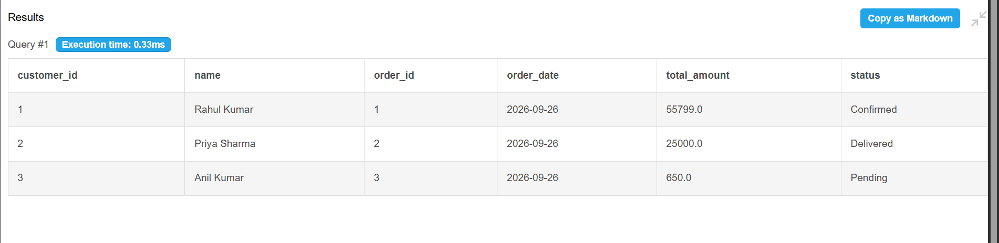 Results
Copy as Markdown
Query #1 Execution time: 0.33ms
customer_id name order_id order_date total_amount status
1 Rahul Kumar 1 2026-09-26 55799.0 Confirmed
2 Priya Sharma 2 2026-09-26 25000.0 Delivered
3 Anil Kumar 3 2026-09-26 650.0 Pending